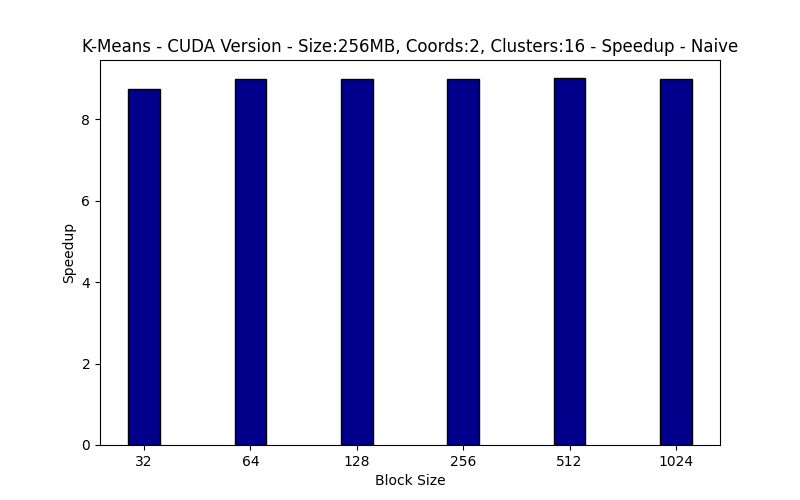 K-Means - CUDA Version - Size:256MB, Coords:2, Clusters:16 - Speedup - Naive
8
6
4
2
0
Speedup
32 64 128 256 512 1024
Block Size